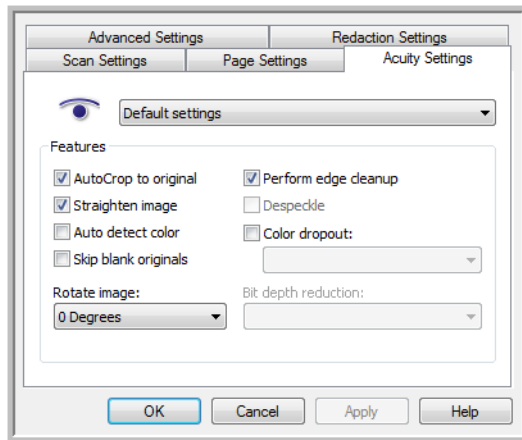 Advanced Settings Redaction Settings
Scan Settings Page Settings Acuity Settings
Default settings
Features
AutoCrop to original Perform edge cleanup
Straighten image Despeckle
Auto detect color Color dropout:
Skip blank originals
Rotate image: Bit depth reduction:
0 Degrees
OK Cancel Apply Help